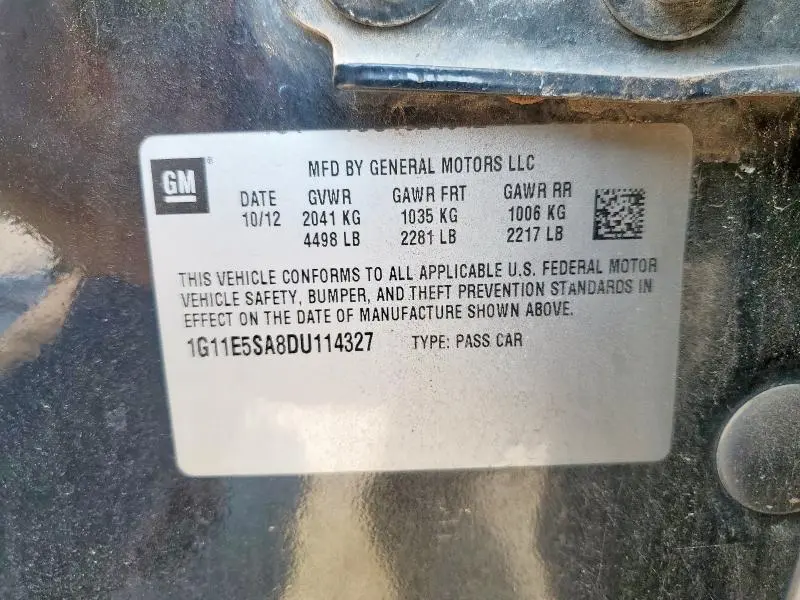 GM
MFD BY GENERAL MOTORS LLC
DATE GVWR GAWR FRT GAWR RR
10/12 2041 KG 1035 KG 1006 KG
4498 LB 2281 LB 2217 LB
THIS VEHICLE CONFORMS TO ALL APPLICABLE U.S. FEDERAL MOTOR
VEHICLE SAFETY, BUMPER, AND THEFT PREVENTION STANDARDS IN
EFFECT ON THE DATE OF MANUFACTURE SHOWN ABOVE.
1G11E5SA8DU114327 TYPE: PASS CAR